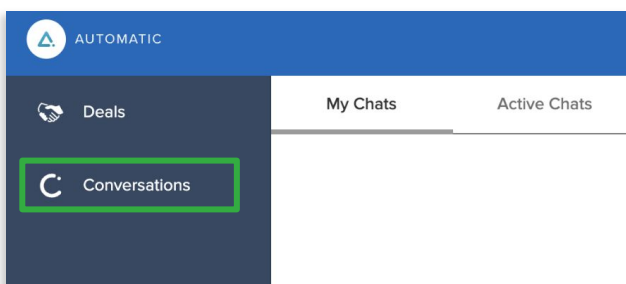 AUTOMATIC
Deals
My Chats
Active Chats
Conversations